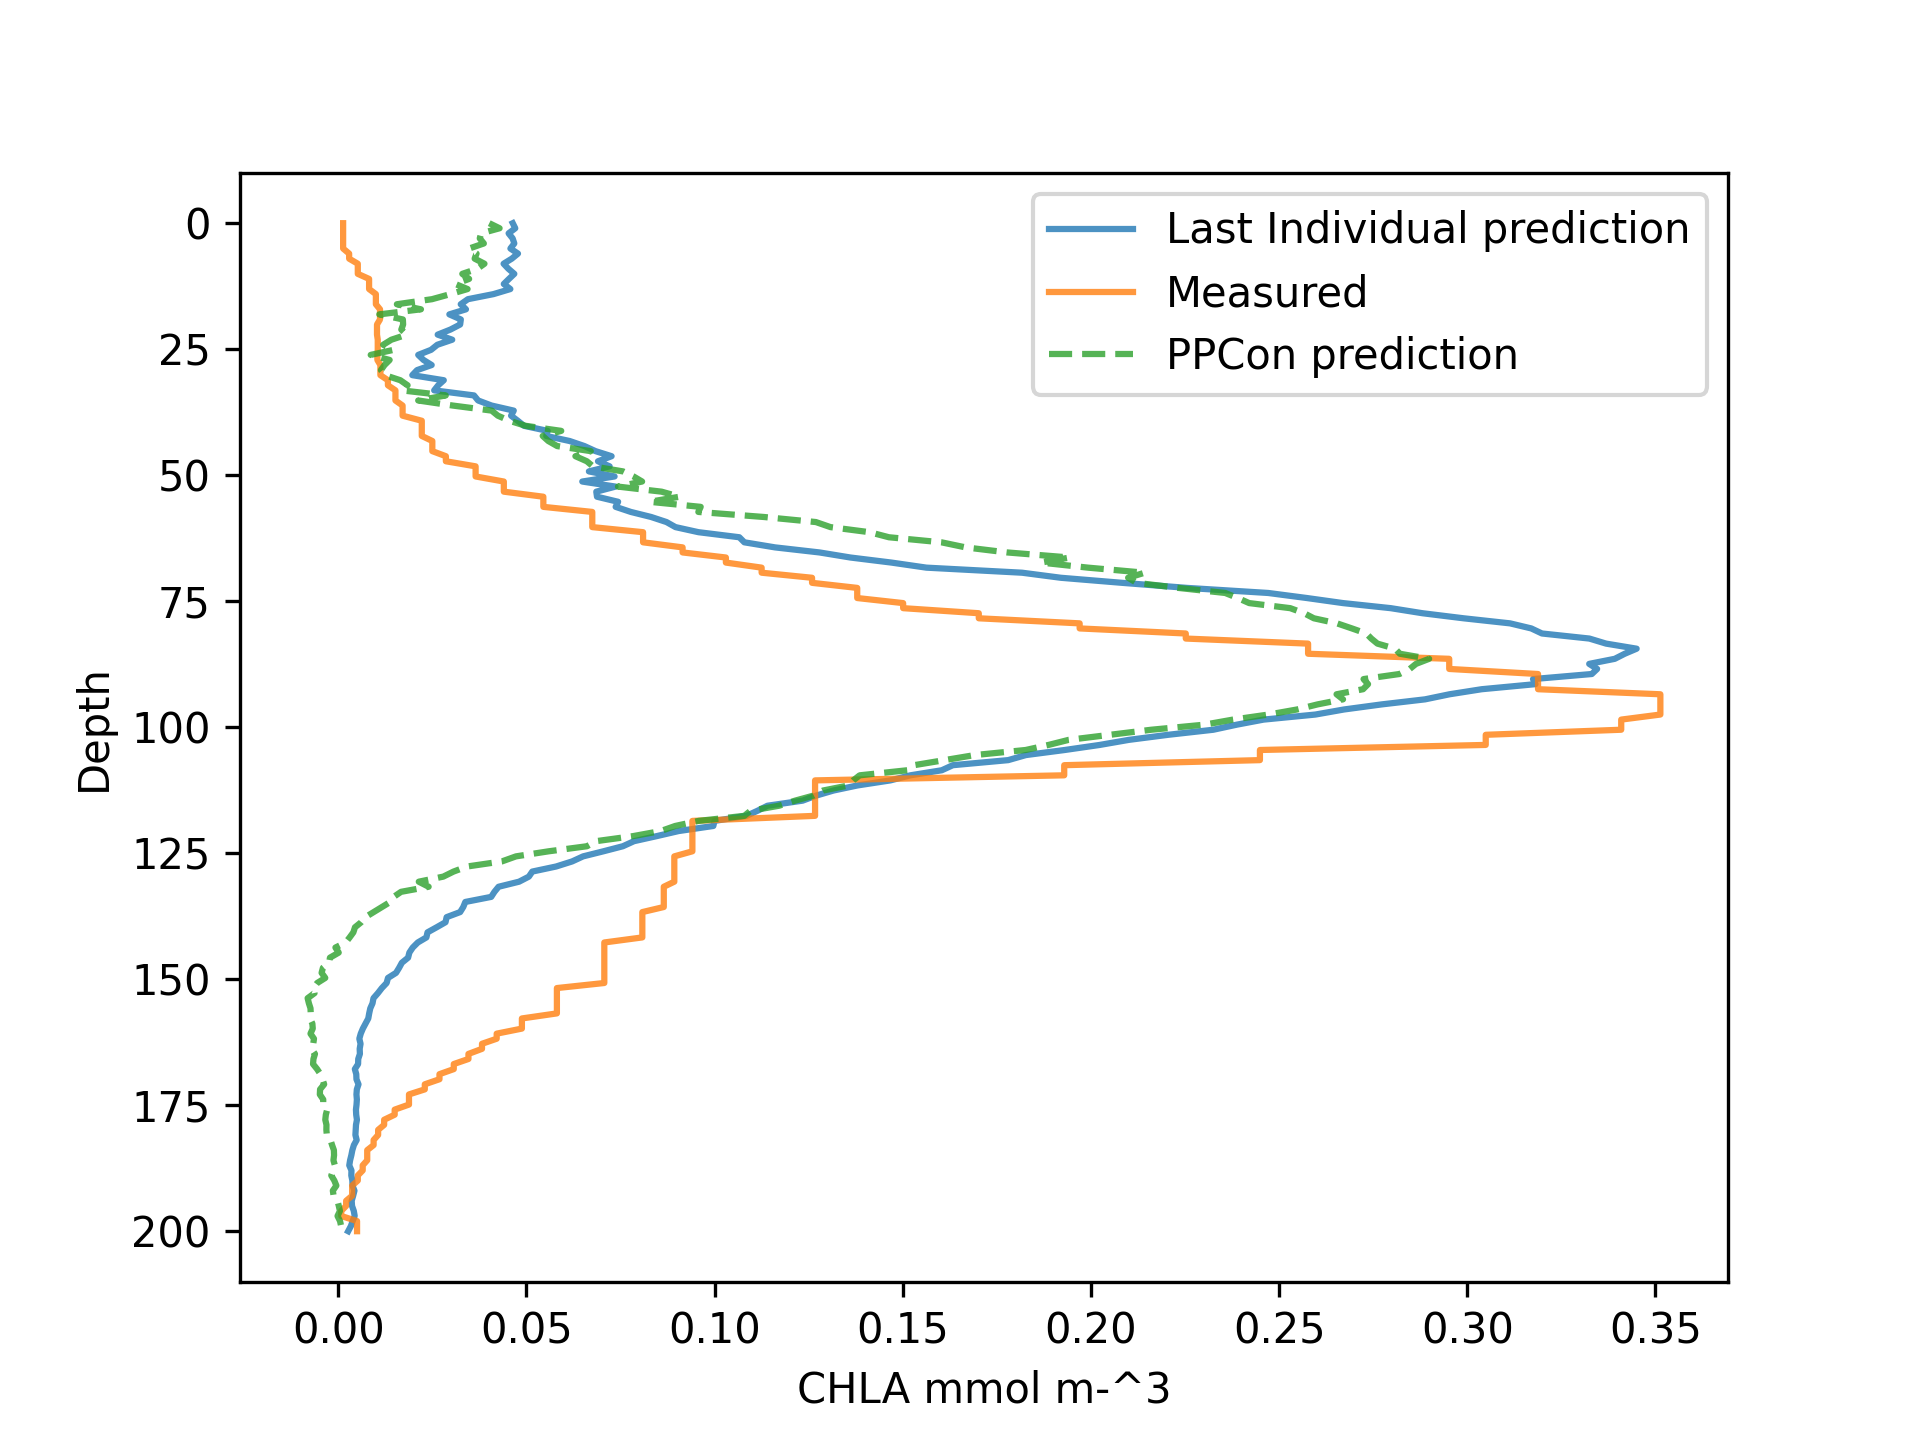 Last Individual prediction
Measured
PPCon prediction
0
25
50
75
100
125
150
175
200
Depth
0.00 0.05 0.10 0.15 0.20 0.25 0.30 0.35
CHLA mmol m-^3